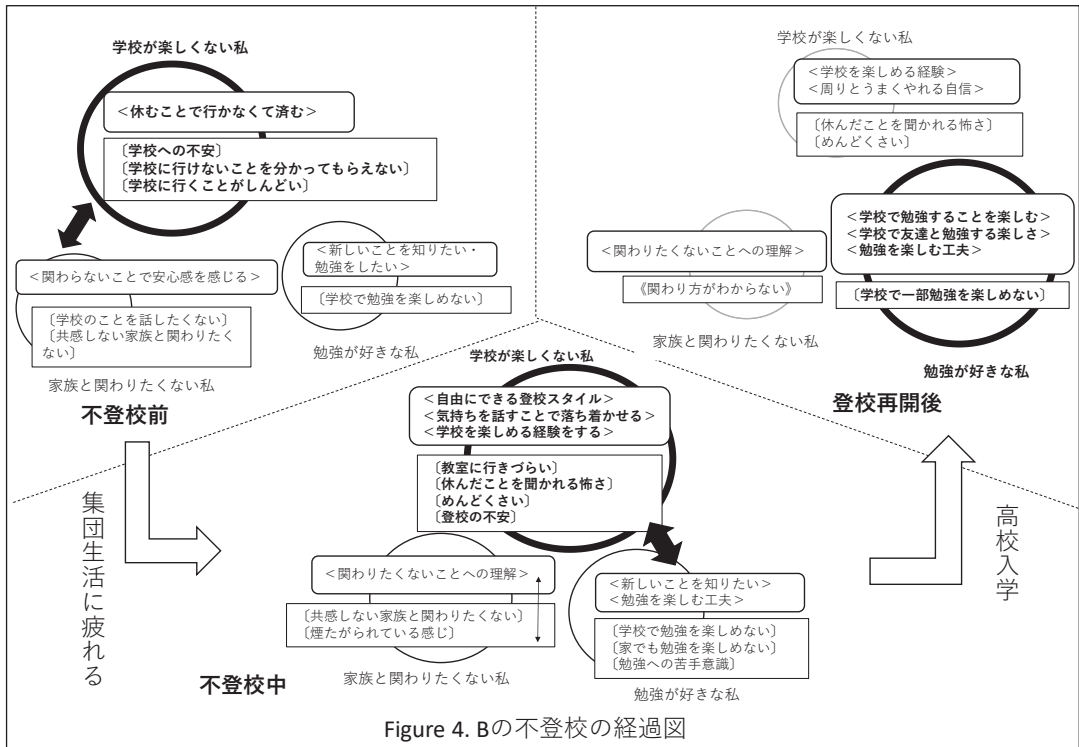 学校が楽しくない私
<休むことで行かなくて済む>
〔学校への不安〕
〔学校に行けないことを分かってもらえない〕
〔学校に行くことがしんどい〕
<関わらないことで安心感を感じる>
〔学校のことを話したくない〕
〔共感しない家族と関わりたく
ない〕
家族と関わりたくない私
<新しいことを知りたい・
勉強をしたい>
〔学校で勉強を楽しめない〕
勉強が好きな私
不登校前
集団生活に疲れる
学校が楽しくない私
<自由にできる登校スタイル>
<気持ちを話すことで落ち着かせる>
<学校を楽しめる経験をする>
〔教室に行きづらい〕
〔休んだことを聞かれる怖さ〕
〔めんどくさい〕
〔登校の不安〕
<関わりたくないことへの理解>
〔共感しない家族と関わりたくない〕
〔煙たがられている感じ〕
家族と関わりたくない私
<新しいことを知りたい>
<勉強を楽しむ工夫>
〔学校で勉強を楽しめない〕
〔家でも勉強を楽しめない〕
〔勉強への苦手意識〕
勉強が好きな私
不登校中
高校入学
学校が楽しくない私
<学校を楽しめる経験>
<周りとうまくやれる自信>
〔休んだことを聞かれる怖さ〕
〔めんどくさい〕
<関わりたくないことへの理解>
《関わり方がわからない》
家族と関わりたくない私
<学校で勉強することを楽しむ>
<学校で友達と勉強する楽しさ>
<勉強を楽しむ工夫>
〔学校で一部勉強を楽しめない〕
勉強が好きな私
登校再開後
Figure 4. Bの不登校の経過図